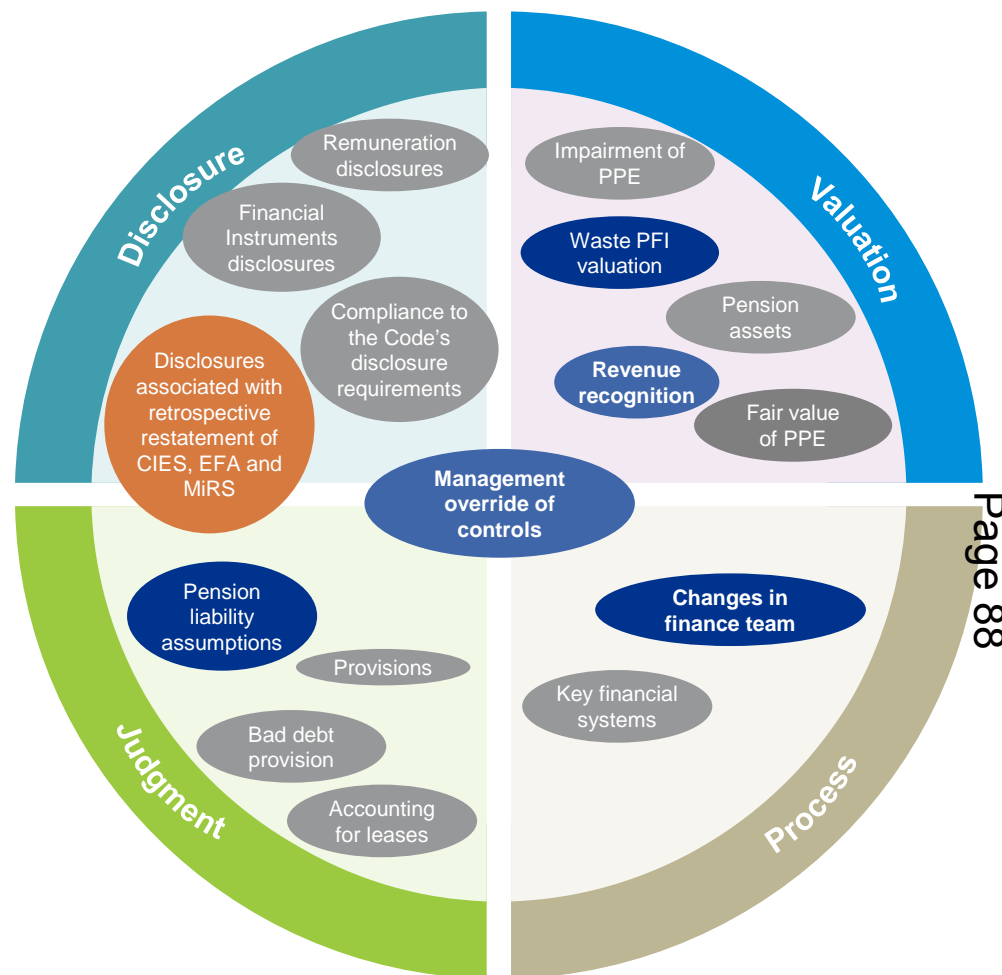 Disclosure
Remuneration
disclosures
Financial
Instruments
disclosures
Compliance to
the Code's
disclosure
requirements
Disclosures
associated with
retrospective
restatement of
CIES, EFA and
MiRS
Valuation
Impairment of
PPE
Waste PFI
valuation
Pension
assets
Revenue
recognition
Fair value
of PPE
Management
override of
controls
Judgment
Pension
liability
assumptions
Provisions
Bad debt
provision
Accounting
for leases
Process
Changes in
finance team
Key financial
systems
Page 88